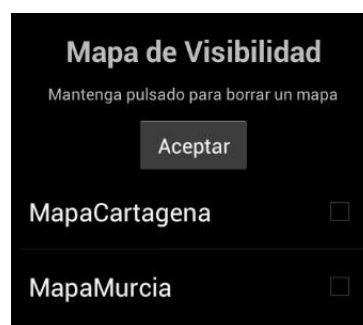 Mapa de Visibilidad
Mantenga pulsado para borrar un mapa
Aceptar
MapaCartagena
MapaMurcia